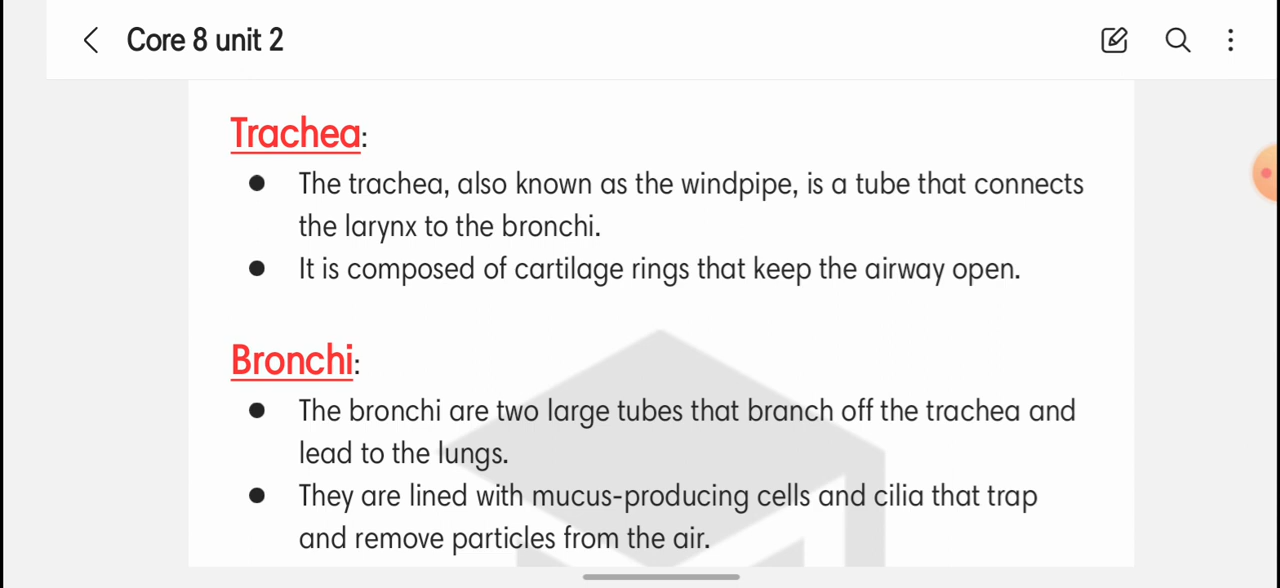 Core 8 unit 2
Trachea:
● The trachea, also known as the windpipe, is a tube that connects
the larynx to the bronchi.
● It is composed of cartilage rings that keep the airway open.
Bronchi:
● The bronchi are two large tubes that branch off the trachea and
lead to the lungs.
● They are lined with mucus-producing cells and cilia that trap
and remove particles from the air.